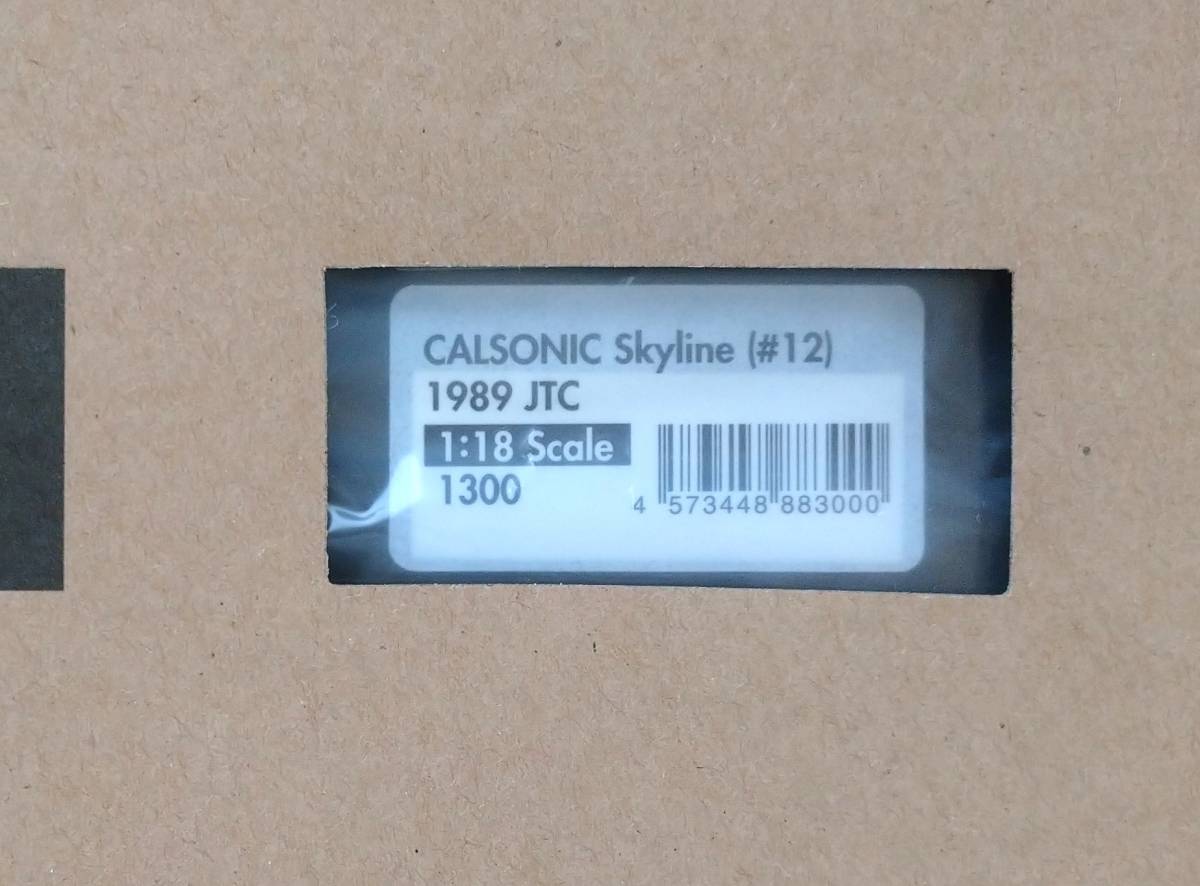 CALSONIC Skyline (#12)
1989 JTC
1:18 Scale
1300
4 573448 883000